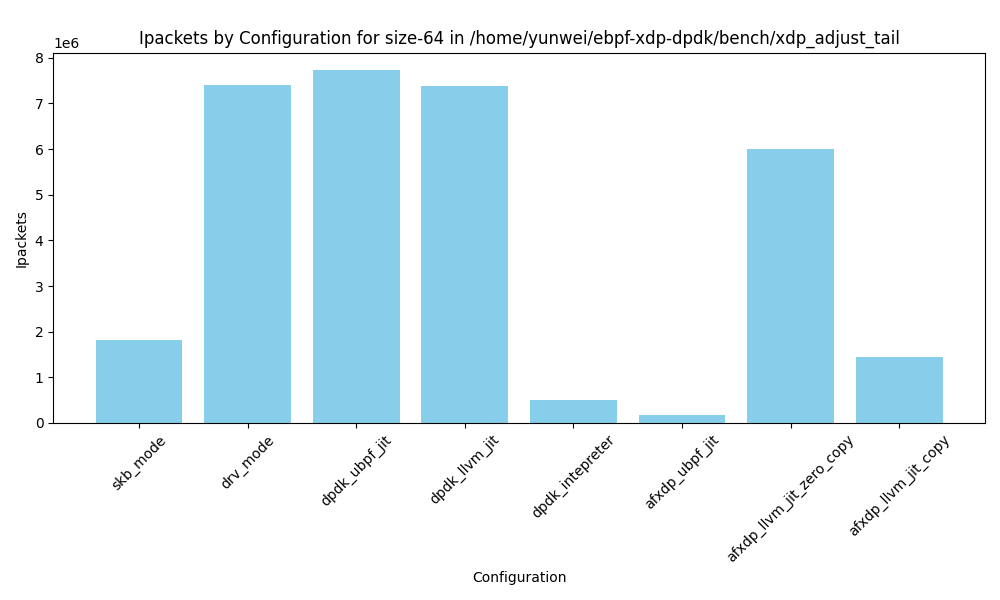 Ipackets by Configuration for size-64 in /home/yunwei/ebpf-xdp-dpdk/bench/xdp_adjust_tail
1e6
8
7
6
5
4
3
2
1
0
Ipackets
skb_mode
drv_mode
dpdk_ubpf_jit
dpdk_llvm_jit
dpdk_intepreter
afxdp_ubpf_jit
afxdp_llvm_jit_zero_copy
afxdp_llvm_jit_copy
Configuration